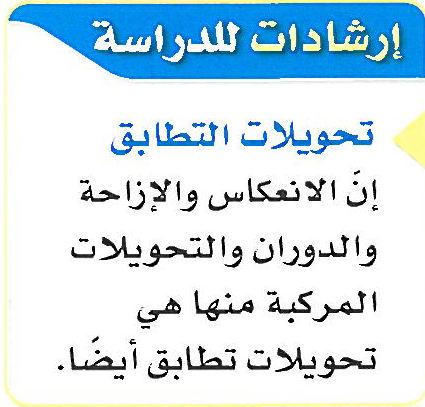 إرشادات للدراسة
تحويلات التطابق
إنَ الانعكاس والإزاحة
والدوران والتحويلات
المركبة منها هي
تحويلات تطابق أيضًا.